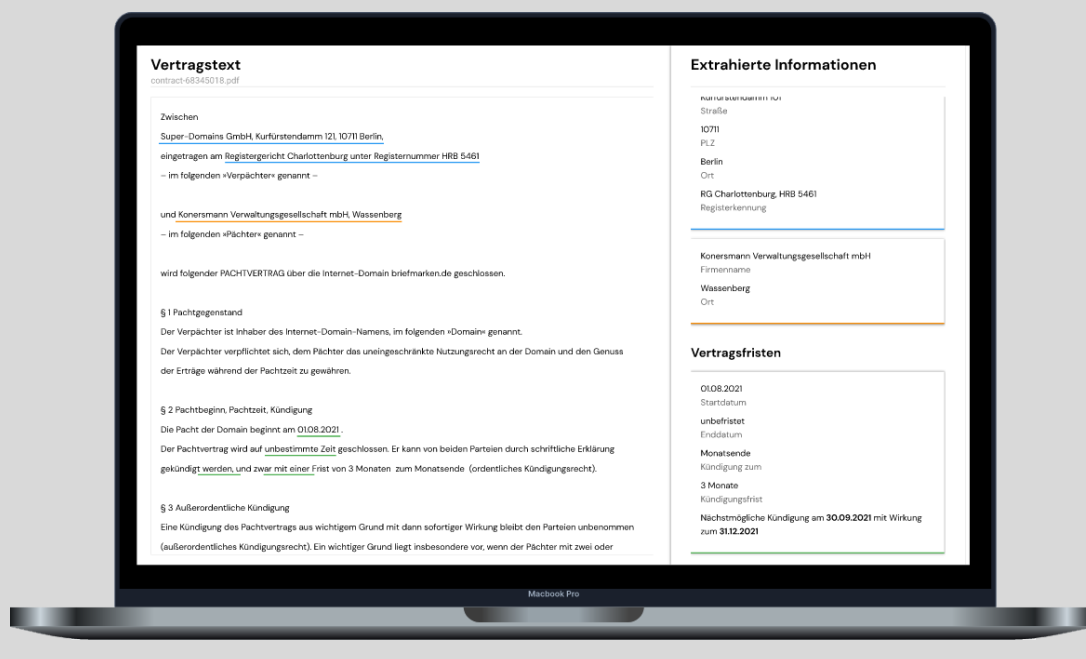 Vertragstext
contract-68345018.pdf
Zwischen
Super-Domains GmbH, Kurfürstendamm 121, 10711 Berlin,
eingetragen am Registergericht Charlottenburg unter Registernummer HRB 5461
– im folgenden »Verpächter« genannt –
und Konersmann Verwaltungsgesellschaft mbH, Wassenberg
– im folgenden »Pächter« genannt –
wird folgender PACHTVERTRAG über die Internet-Domain briefmarken.de geschlossen.
§ 1 Pachtgegenstand
Der Verpächter ist Inhaber des Internet-Domain-Namens, im folgenden »Domain« genannt.
Der Verpächter verpflichtet sich, dem Pächter das uneingeschränkte Nutzungsrecht an der Domain und den Genuss
der Erträge während der Pachtzeit zu gewähren.
§ 2 Pachtbeginn, Pachtzeit, Kündigung
Die Pacht der Domain beginnt am 01.08.2021 .
Der Pachtvertrag wird auf unbestimmte Zeit geschlossen. Er kann von beiden Parteien durch schriftliche Erklärung
gekündigt werden, und zwar mit einer Frist von 3 Monaten zum Monatsende (ordentliches Kündigungsrecht).
§ 3 Außerordentliche Kündigung
Eine Kündigung des Pachtvertrags aus wichtigem Grund mit dann sofortiger Wirkung bleibt den Parteien unbenommen
(außerordentliches Kündigungsrecht). Ein wichtiger Grund liegt insbesondere vor, wenn der Pächter mit zwei oder
Extrahierte Informationen
Kurfürstendamm
Straße
10711
PLZ
Berlin
Ort
RG Charlottenburg, HRB 5461
Registerkennung
Konersmann Verwaltungsgesellschaft mbH
Firmenname
Wassenberg
Ort
Vertragsfristen
01.08.2021
Startdatum
unbefristet
Enddatum
Monatsende
Kündigung zum
3 Monate
Kündigungsfrist
Nächstmögliche Kündigung am 30.09.2021 mit Wirkung
zum 31.12.2021
Macbook Pro